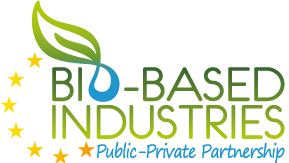 BIO-BASED
INDUSTRIES
Public-Private Partnership